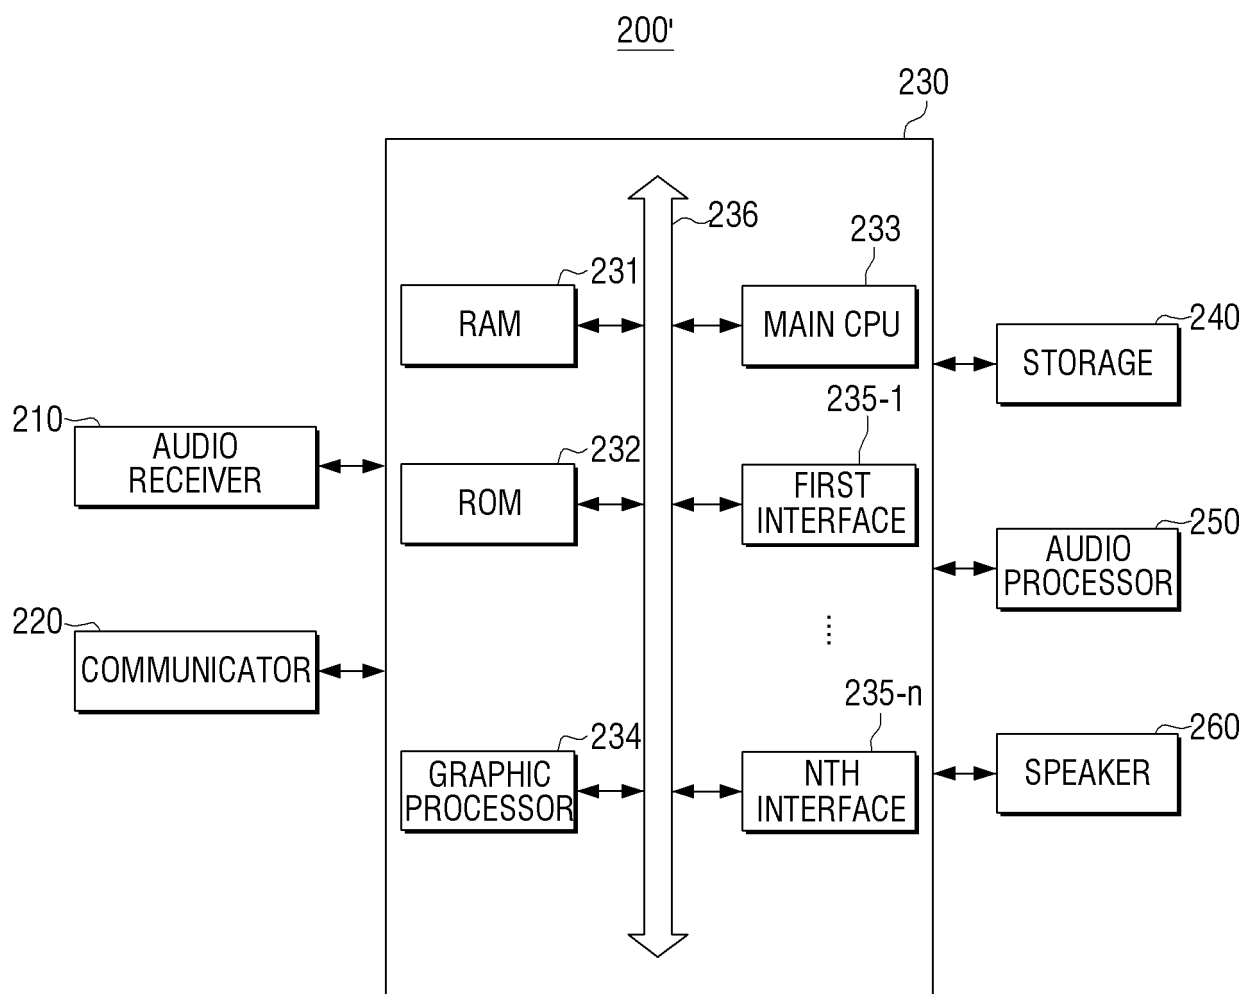 200'
230
236
233
231
RAM
MAIN CPU
240
STORAGE
210
AUDIO
RECEIVER
235-1
232
ROM
FIRST
INTERFACE
250
AUDIO
PROCESSOR
220
COMMUNICATOR
....
235-n
234
GRAPHIC
PROCESSOR
NTH
INTERFACE
260
SPEAKER